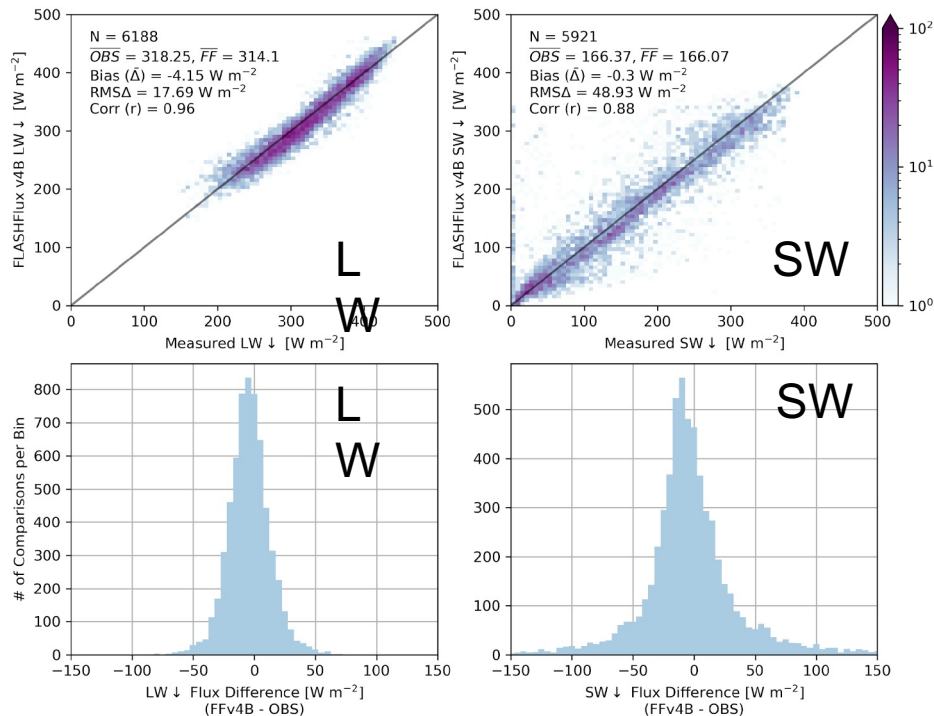 500
400
300
200
100
0
FLASHFlux v4B LW ↓ [W m⁻²]
N = 6188
OBS = 318.25, FF = 314.1
Bias (Δ̄) = -4.15 W m⁻²
RMSΔ = 17.69 W m⁻²
Corr (r) = 0.96
L
W
0 100 200 300 400 500
Measured LW ↓ [W m⁻²]
500
400
300
200
100
0
FLASHFlux v4B SW ↓ [W m⁻²]
N = 5921
OBS = 166.37, FF = 166.07
Bias (Δ̄) = -0.3 W m⁻²
RMSΔ = 48.93 W m⁻²
Corr (r) = 0.88
SW
0 100 200 300 400 500
Measured SW ↓ [W m⁻²]
10²
10¹
10⁰
800
700
600
500
400
300
200
100
0
# of Comparisons per Bin
L
W
−150 −100 −50 0 50 100 150
LW ↓ Flux Difference [W m⁻²]
(FFv4B - OBS)
500
400
300
200
100
0
SW
−150 −100 −50 0 50 100 150
SW ↓ Flux Difference [W m⁻²]
(FFv4B - OBS)